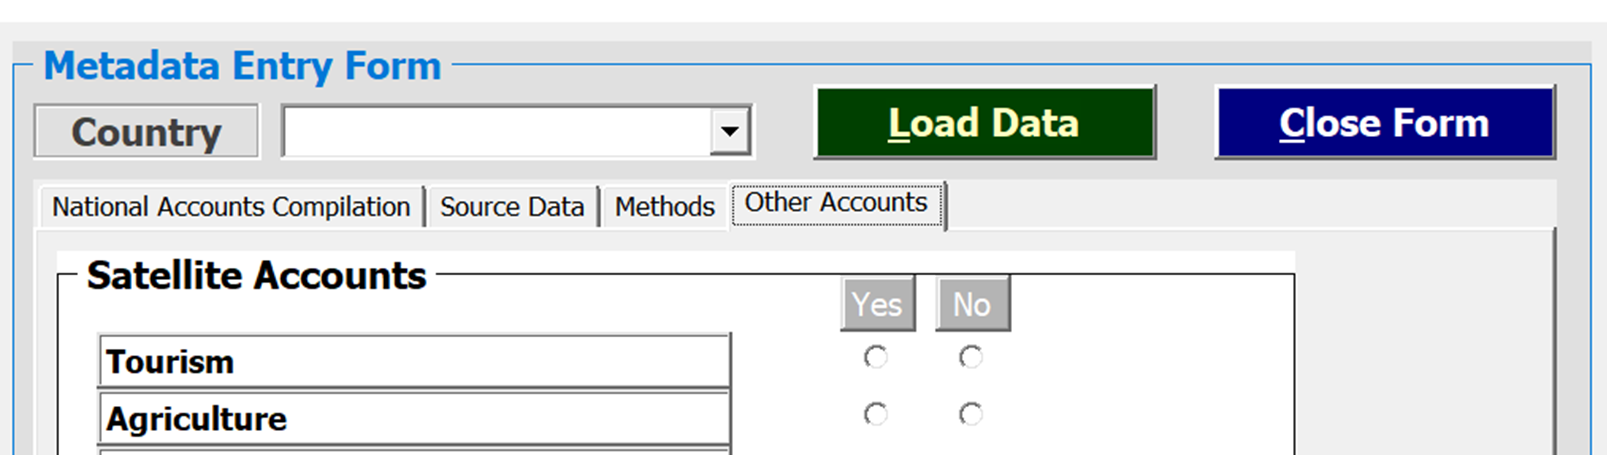 Metadata Entry Form
Country Load Data Close Form
National Accounts Compilation Source Data Methods Other Accounts
Satellite Accounts
Yes No
Tourism
Agriculture